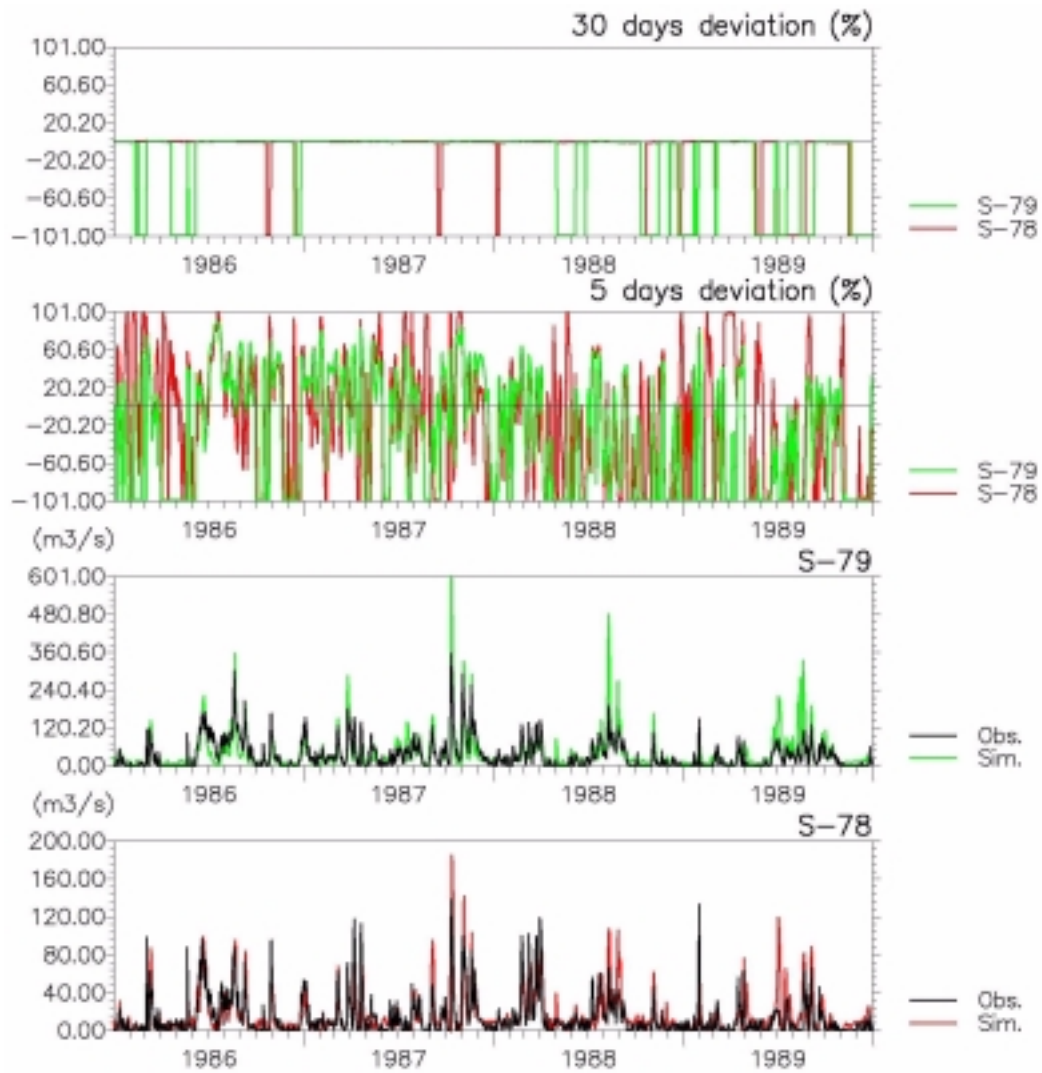 30 days deviation (%)
101.00
60.60
20.20
−20.20
−60.60
−101.00
1986 1987 1988 1989
S−79
S−78
5 days deviation (%)
101.00
60.60
20.20
−20.20
−60.60
−101.00
1986 1987 1988 1989
S−79
S−78
(m3/s)
S−79
601.00
480.80
360.60
240.40
120.20
0.00
1986 1987 1988 1989
Obs.
Sim.
(m3/s)
S−78
200.00
160.00
120.00
80.00
40.00
0.00
1986 1987 1988 1989
Obs.
Sim.